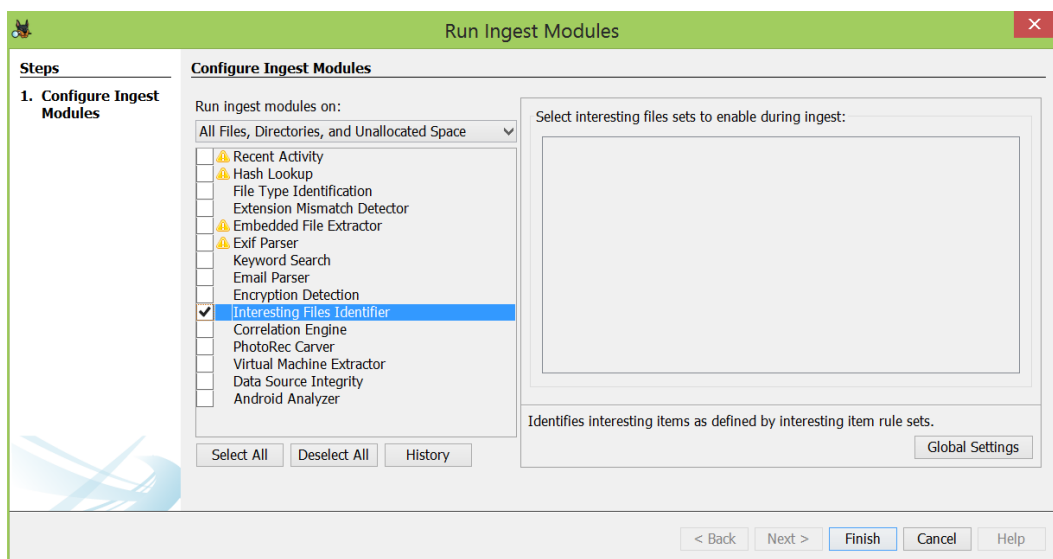 Run Ingest Modules
Steps
1. Configure Ingest
Modules
Configure Ingest Modules
Run ingest modules on:
All Files, Directories, and Unallocated Space
Recent Activity
Hash Lookup
File Type Identification
Extension Mismatch Detector
Embedded File Extractor
Exif Parser
Keyword Search
Email Parser
Encryption Detection
Interesting Files Identifier
Correlation Engine
PhotoRec Carver
Virtual Machine Extractor
Data Source Integrity
Android Analyzer
Select All Deselect All History
Select interesting files sets to enable during ingest:
Identifies interesting items as defined by interesting item rule sets.
Global Settings
< Back Next > Finish Cancel Help